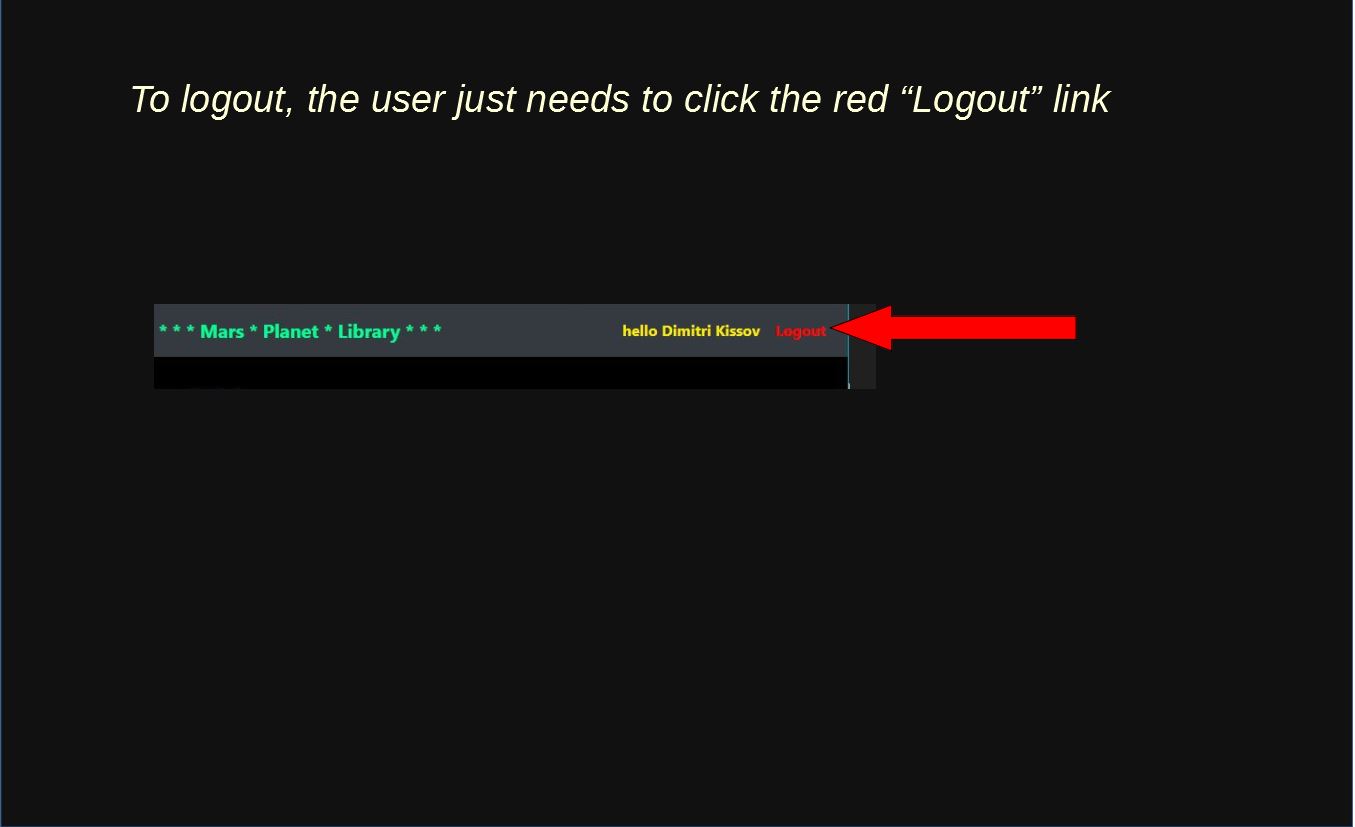 To logout, the user just needs to click the red “Logout” link
* * * Mars * Planet * Library * * * hello Dimitri Kissov Logout